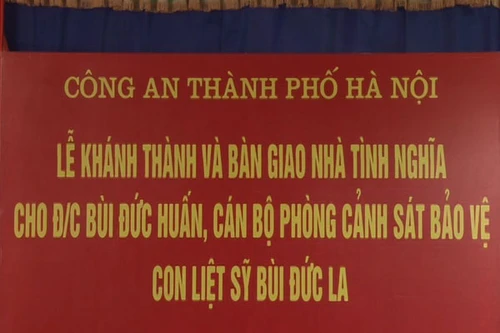 CÔNG AN THÀNH PHỐ HÀ NỘI
LỄ KHÁNH THÀNH VÀ BÀN GIAO NHÀ TÌNH NGHĨA
CHO Đ/C BÙI ĐỨC HUẤN, CÁN BỘ PHÒNG CẢNH SÁT BẢO VỆ
CON LIỆT SỸ BÙI ĐỨC LA